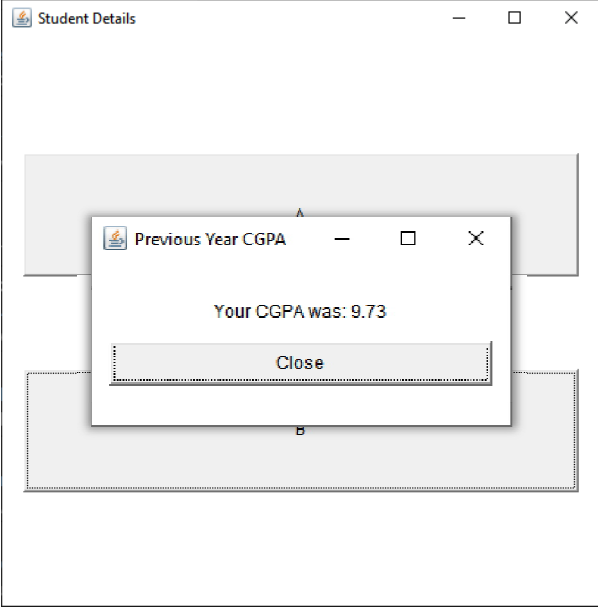 Student Details
A
Previous Year CGPA
Your CGPA was: 9.73
Close
B